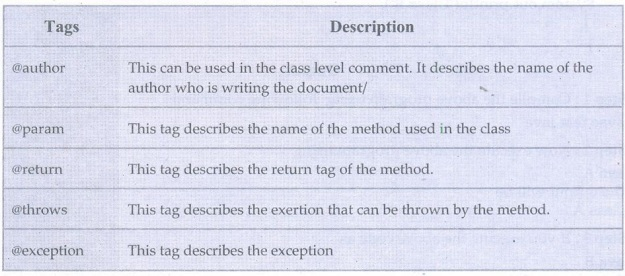 Tags Description
@author This can be used in the class level comment. It describes the name of the
author who is writing the document/
@param This tag describes the name of the method used in the class
@return This tag describes the return tag of the method.
@throws This tag describes the exertion that can be thrown by the method.
@exception This tag describes the exception